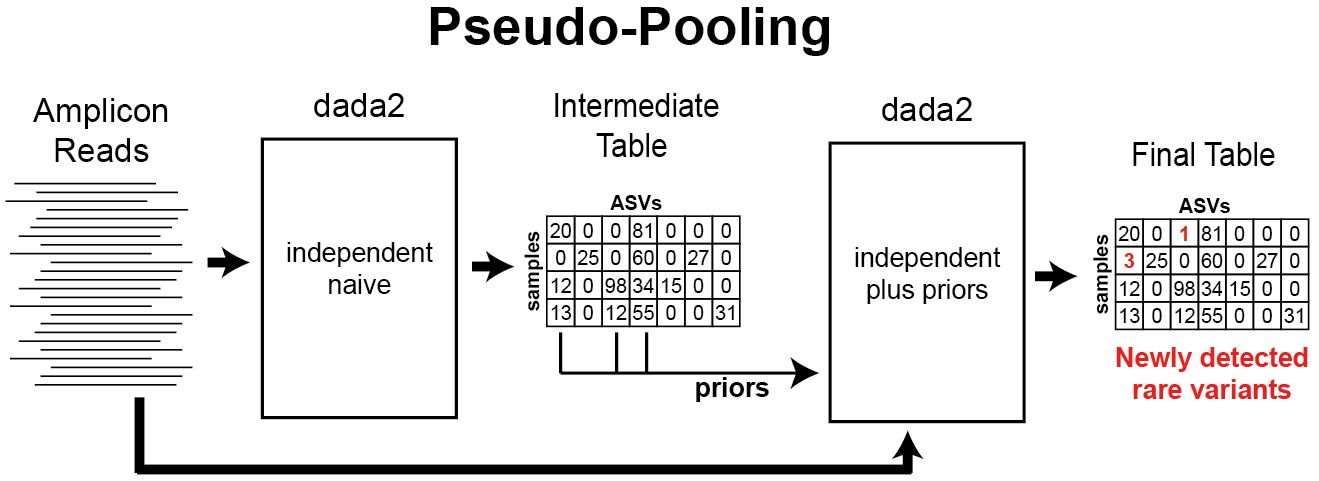 Pseudo-Pooling
Amplicon
Reads
dada2
independent
naive
Intermediate
Table
ASVs
samples
20 0 0 81 0 0 0
0 25 0 60 0 27 0
12 0 98 34 15 0 0
13 0 12 55 0 0 31
priors
dada2
independent
plus priors
Final Table
ASVs
samples
20 0 1 81 0 0 0
3 25 0 60 0 27 0
12 0 98 34 15 0 0
13 0 12 55 0 0 31
Newly detected
rare variants